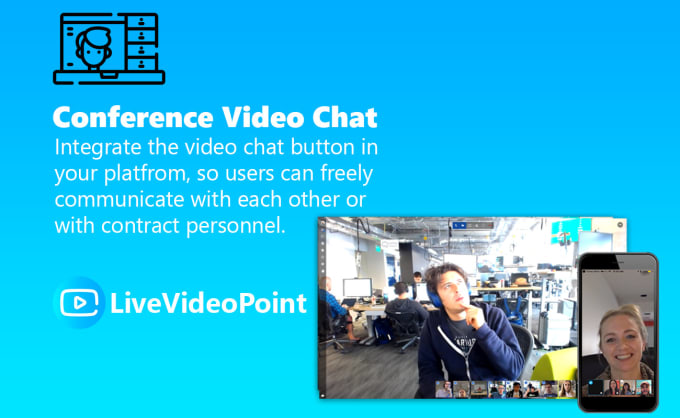 Conference Video Chat
Integrate the video chat button in
your platfrom, so users can freely
communicate with each other or
with contract personnel.
LiveVideoPoint